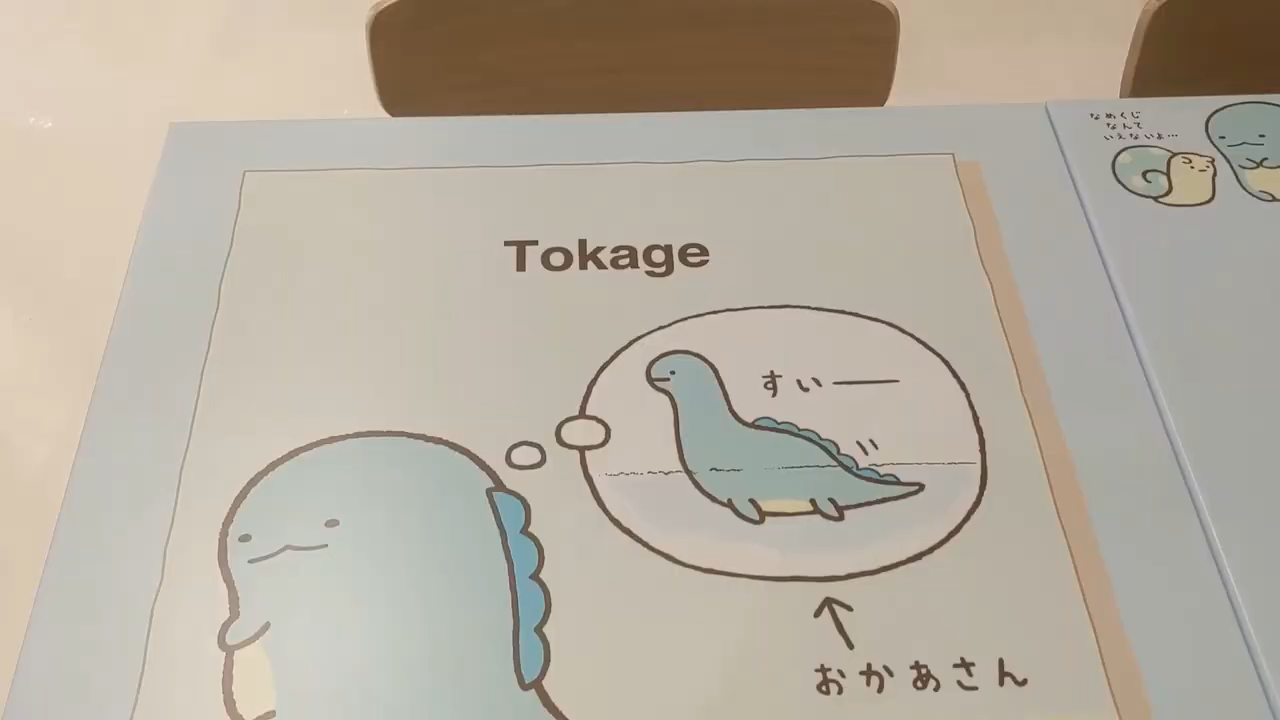 Tokage
すいー
おかあさん
なめくじ
なんて
いえないよ…